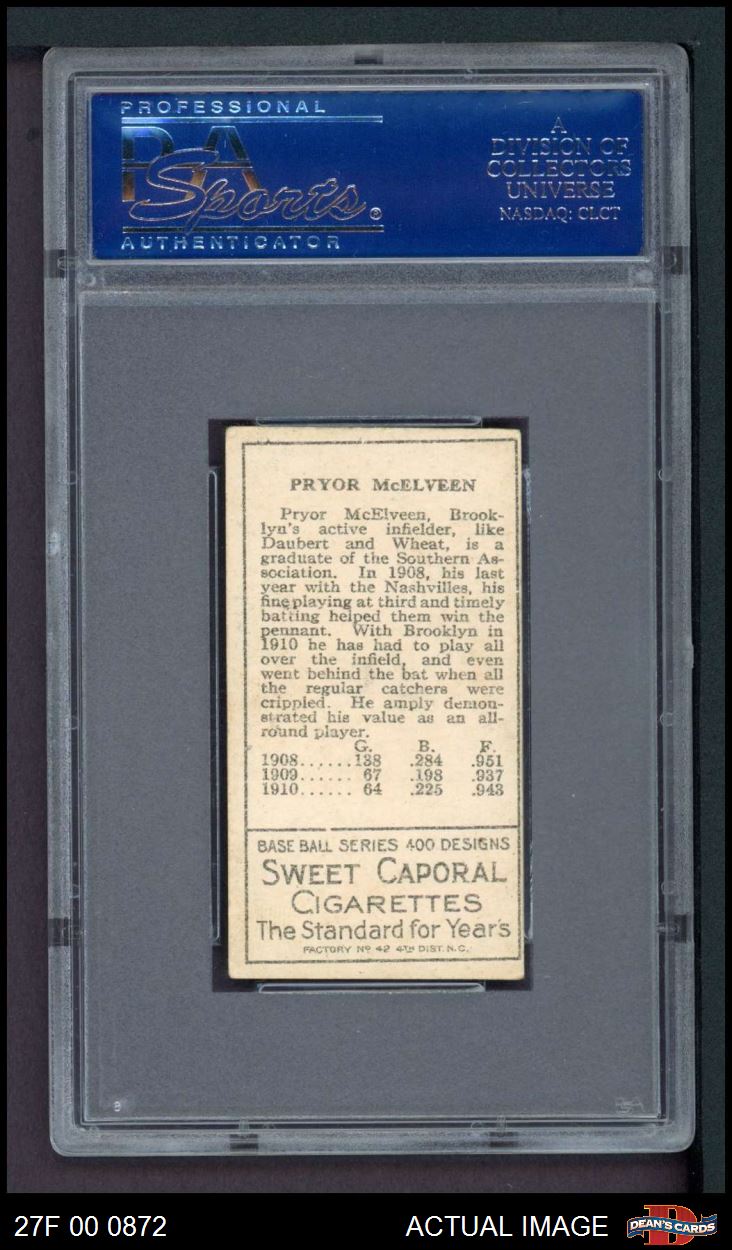 PROFESSIONAL
PSA
Sports®
AUTHENTICATOR
A
DIVISION OF
COLLECTORS
UNIVERSE
NASDAQ: CLCT
PRYOR McELVEEN
Pryor McElveen, Brook-
lyn's active infielder, like
Daubert and Wheat, is a
graduate of the Southern As-
sociation. In 1908, his last
year with the Nashvilles, his
fine playing at third and timely
batting helped them win the
pennant. With Brooklyn in
1910 he has had to play all
over the infield, and even
went behind the bat when all
the regular catchers were
crippled. He amply demon-
strated his value as an all-
round player.
G. B. F.
1908......138 .284 .951
1909...... 67 .198 .937
1910...... 64 .225 .943
BASE BALL SERIES 400 DESIGNS
SWEET CAPORAL
CIGARETTES
The Standard for Years
FACTORY Nº 42 4TH DIST. N.C.
27F 00 0872
ACTUAL IMAGE
DEAN'S CARDS